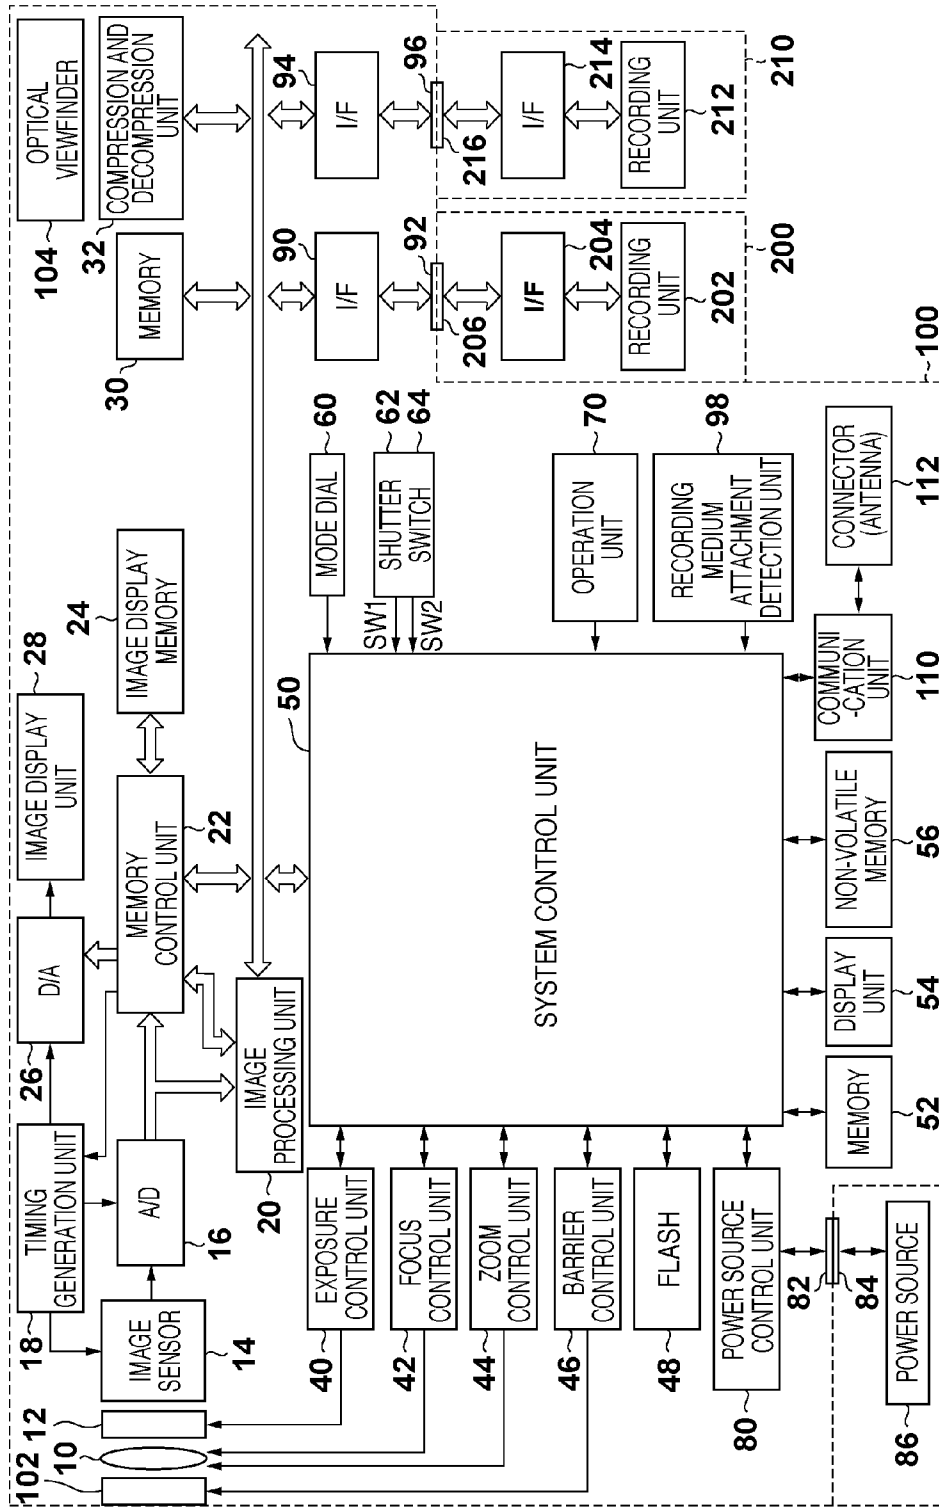 102
10
12
IMAGE
SENSOR
14
18
TIMING
GENERATION UNIT
A/D
16
26
D/A
IMAGE DISPLAY
UNIT
28
MEMORY
CONTROL UNIT
22
IMAGE DISPLAY
MEMORY
24
IMAGE
PROCESSING UNIT
20
30
MEMORY
104
OPTICAL
VIEWFINDER
32
COMPRESSION AND
DECOMPRESSION
UNIT
EXPOSURE
CONTROL UNIT
40
FOCUS
CONTROL UNIT
42
ZOOM
CONTROL UNIT
44
BARRIER
CONTROL UNIT
46
FLASH
48
POWER SOURCE
CONTROL UNIT
80
82
84
POWER SOURCE
86
50
SYSTEM CONTROL UNIT
MODE DIAL
60
SW1
SW2
SHUTTER
SWITCH
62
64
OPERATION
UNIT
70
RECORDING
MEDIUM
ATTACHMENT
DETECTION UNIT
98
MEMORY
52
DISPLAY
UNIT
54
NON-VOLATILE
MEMORY
56
COMMUNI
-CATION
UNIT
110
CONNECTOR
(ANTENNA)
112
100
90
I/F
92
206
I/F
204
RECORDING
UNIT
202
200
94
I/F
96
216
I/F
214
RECORDING
UNIT
212
210